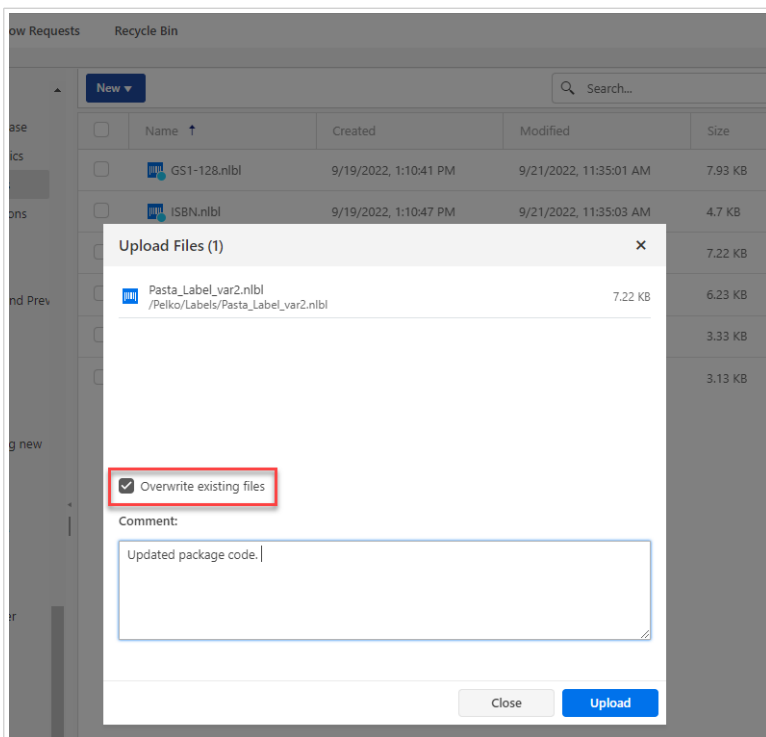 ow Requests Recycle Bin
New Search...
ase Name Created Modified Size
ics
GS1-128.nlbl 9/19/2022, 1:10:41 PM 9/21/2022, 11:35:01 AM 7.93 KB
ons ISBN.nlbl 9/19/2022, 1:10:47 PM 9/21/2022, 11:35:03 AM 4.7 KB
Upload Files (1)
7.22 KB
Pasta_Label_var2.nlbl 7.22 KB
/Pelko/Labels/Pasta_Label_var2.nlbl
nd Prev 6.23 KB
3.33 KB
3.13 KB
g new
Overwrite existing files
Comment:
Updated package code.
er
Close Upload